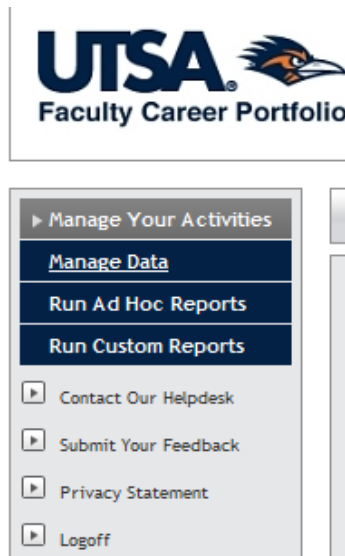 UTSA.
Faculty Career Portfolio
Manage Your Activities
Manage Data
Run Ad Hoc Reports
Run Custom Reports
Contact Our Helpdesk
Submit Your Feedback
Privacy Statement
Logoff